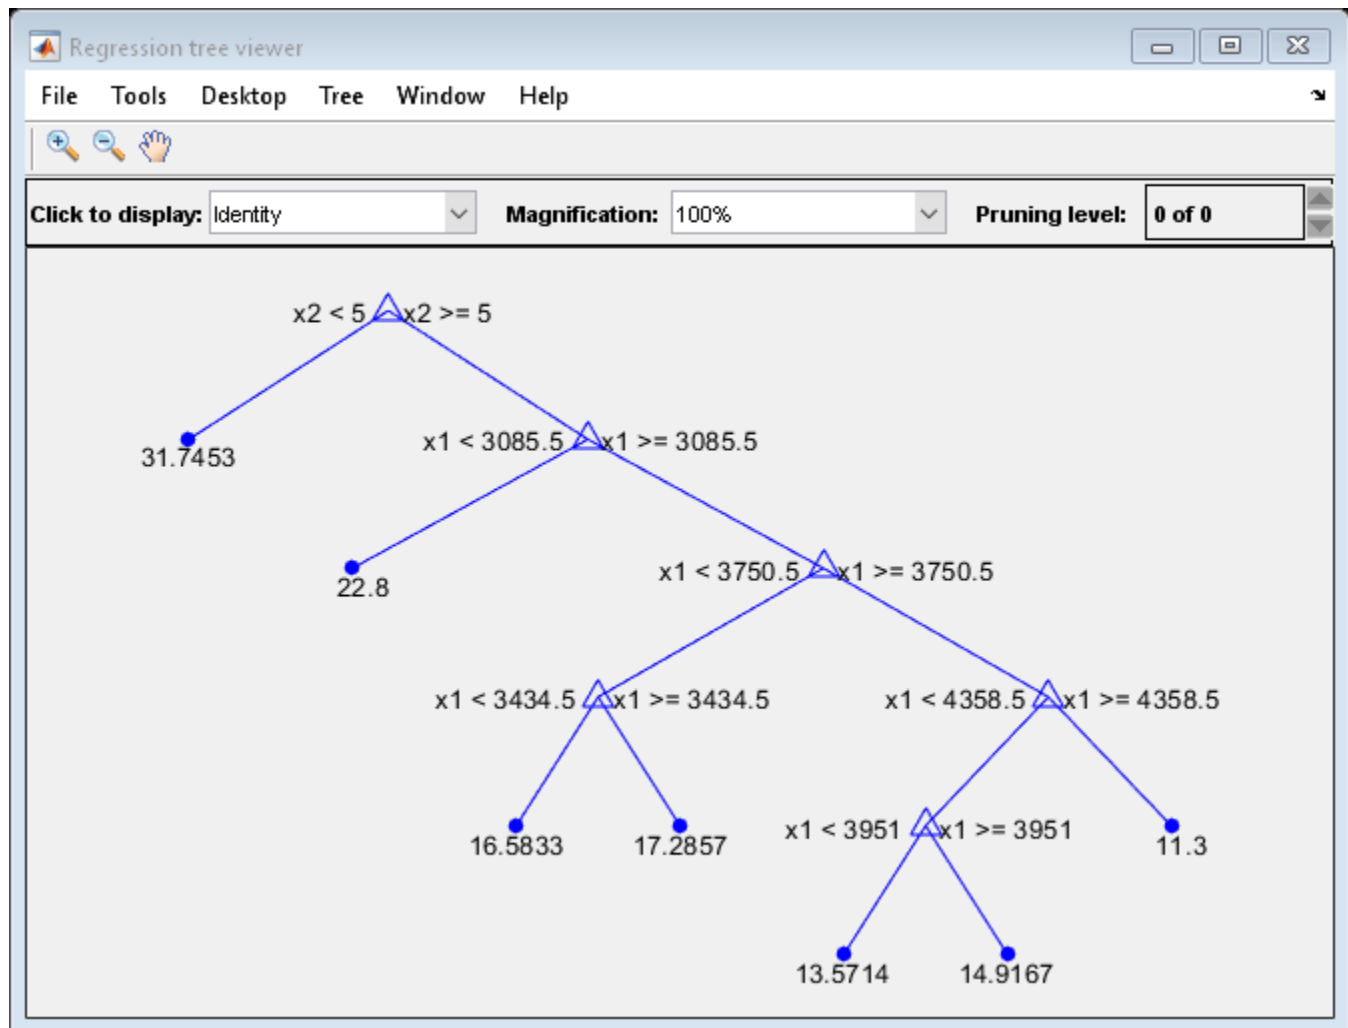 Regression tree viewer
File Tools Desktop Tree Window Help
Click to display: Identity Magnification: 100% Pruning level: 0 of 0
x2 < 5 x2 >= 5
31.7453
x1 < 3085.5 x1 >= 3085.5
22.8
x1 < 3750.5 x1 >= 3750.5
x1 < 3434.5 x1 >= 3434.5
x1 < 4358.5 x1 >= 4358.5
16.5833
17.2857
x1 < 3951 x1 >= 3951
11.3
13.5714
14.9167